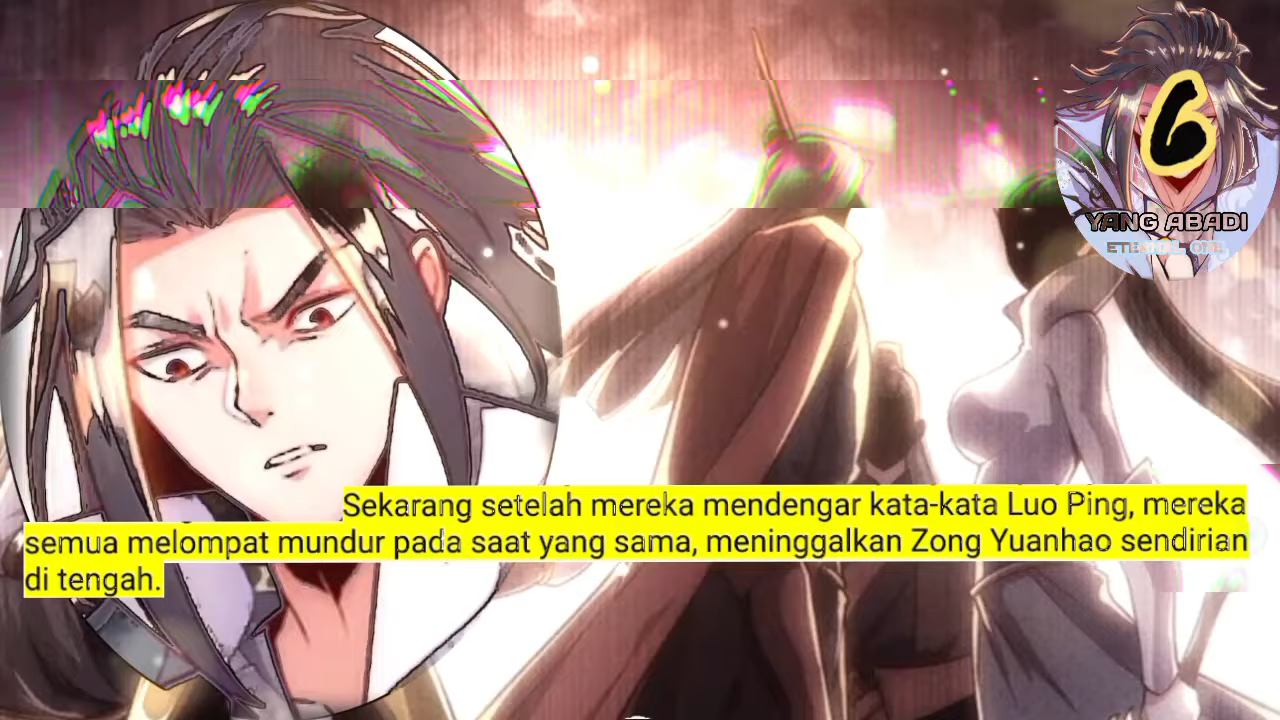 6
YANG ABADI
Sekarang setelah mereka mendengar kata-kata Luo Ping, mereka
semua melompat mundur pada saat yang sama, meninggalkan Zong Yuanhao sendirian
di tengah.